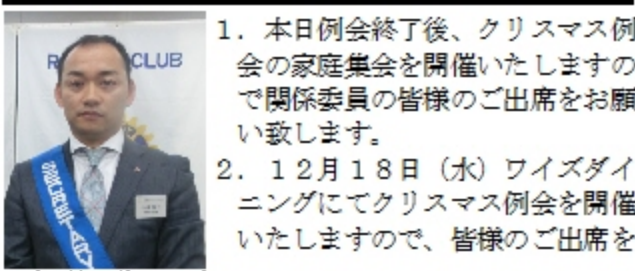 R CLUB
1. 本日例会終了後、クリスマス例
会の家庭集会を開催いたしますの
で関係委員の皆様のご出席をお願
い致します。
2. 12月18日（水）ワイズダイ
ニングにてクリスマス例会を開催
いたしますので、皆様のご出席を